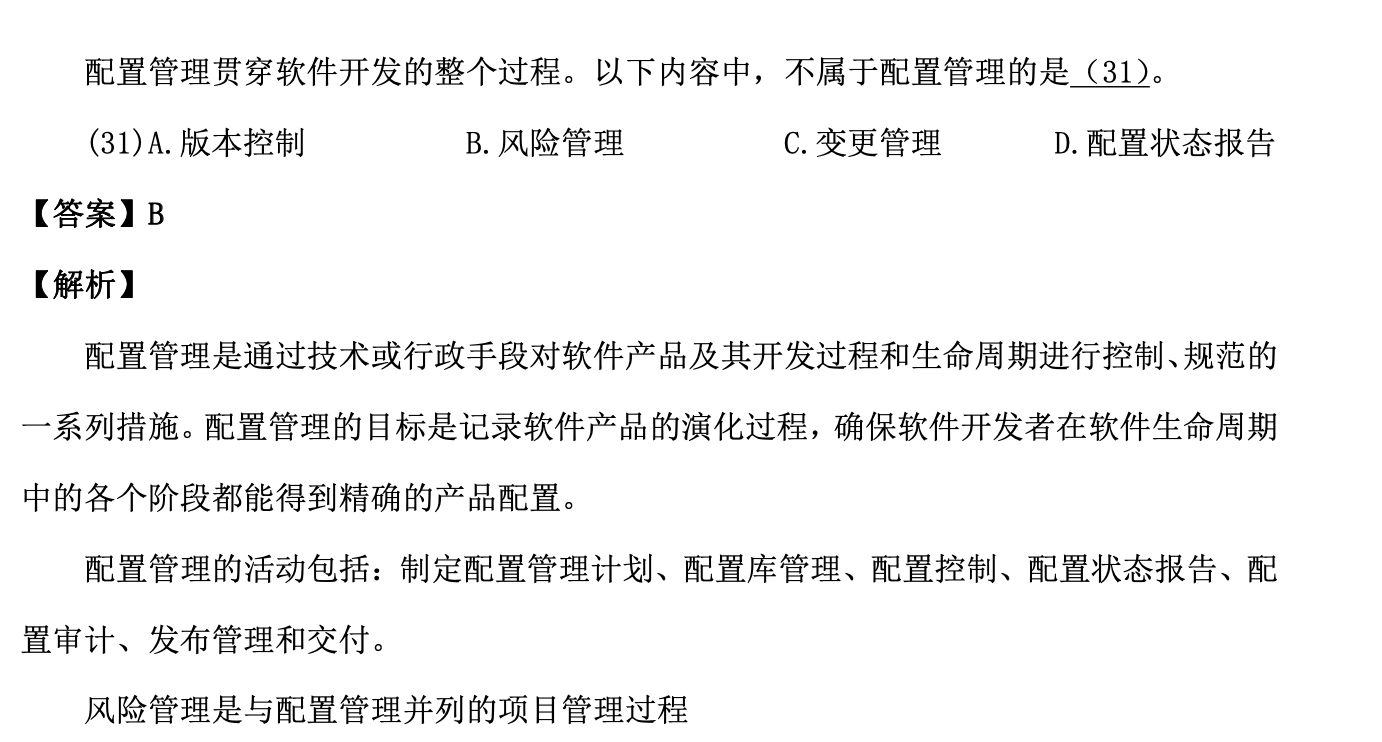 配置管理贯穿软件开发的整个过程。以下内容中，不属于配置管理的是（31）。
(31)A.版本控制 B.风险管理 C.变更管理 D.配置状态报告
【答案】B
【解析】
配置管理是通过技术或行政手段对软件产品及其开发过程和生命周期进行控制、规范的
一系列措施。配置管理的目标是记录软件产品的演化过程，确保软件开发者在软件生命周期
中的各个阶段都能得到精确的产品配置。
配置管理的活动包括：制定配置管理计划、配置库管理、配置控制、配置状态报告、配
置审计、发布管理和交付。
风险管理是与配置管理并列的项目管理过程